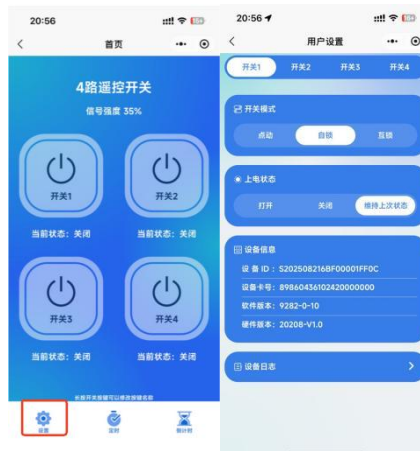 20:56
首页
4路遥控开关
信号强度 35%
开关1
开关2
当前状态：关闭
当前状态：关闭
开关3
开关4
当前状态：关闭
当前状态：关闭
长按开关按钮可以修改按钮名称
设置
定时
倒计时
20:56
用户设置
开关1
开关2
开关3
开关4
开关模式
点动
自锁
互锁
上电状态
打开
关闭
维持上次状态
设备信息
设 备 ID ：S202508216BF00001FF0C
设备卡号：89860436102420000000
软件版本：9282-0-10
硬件版本：20208-V1.0
设备日志